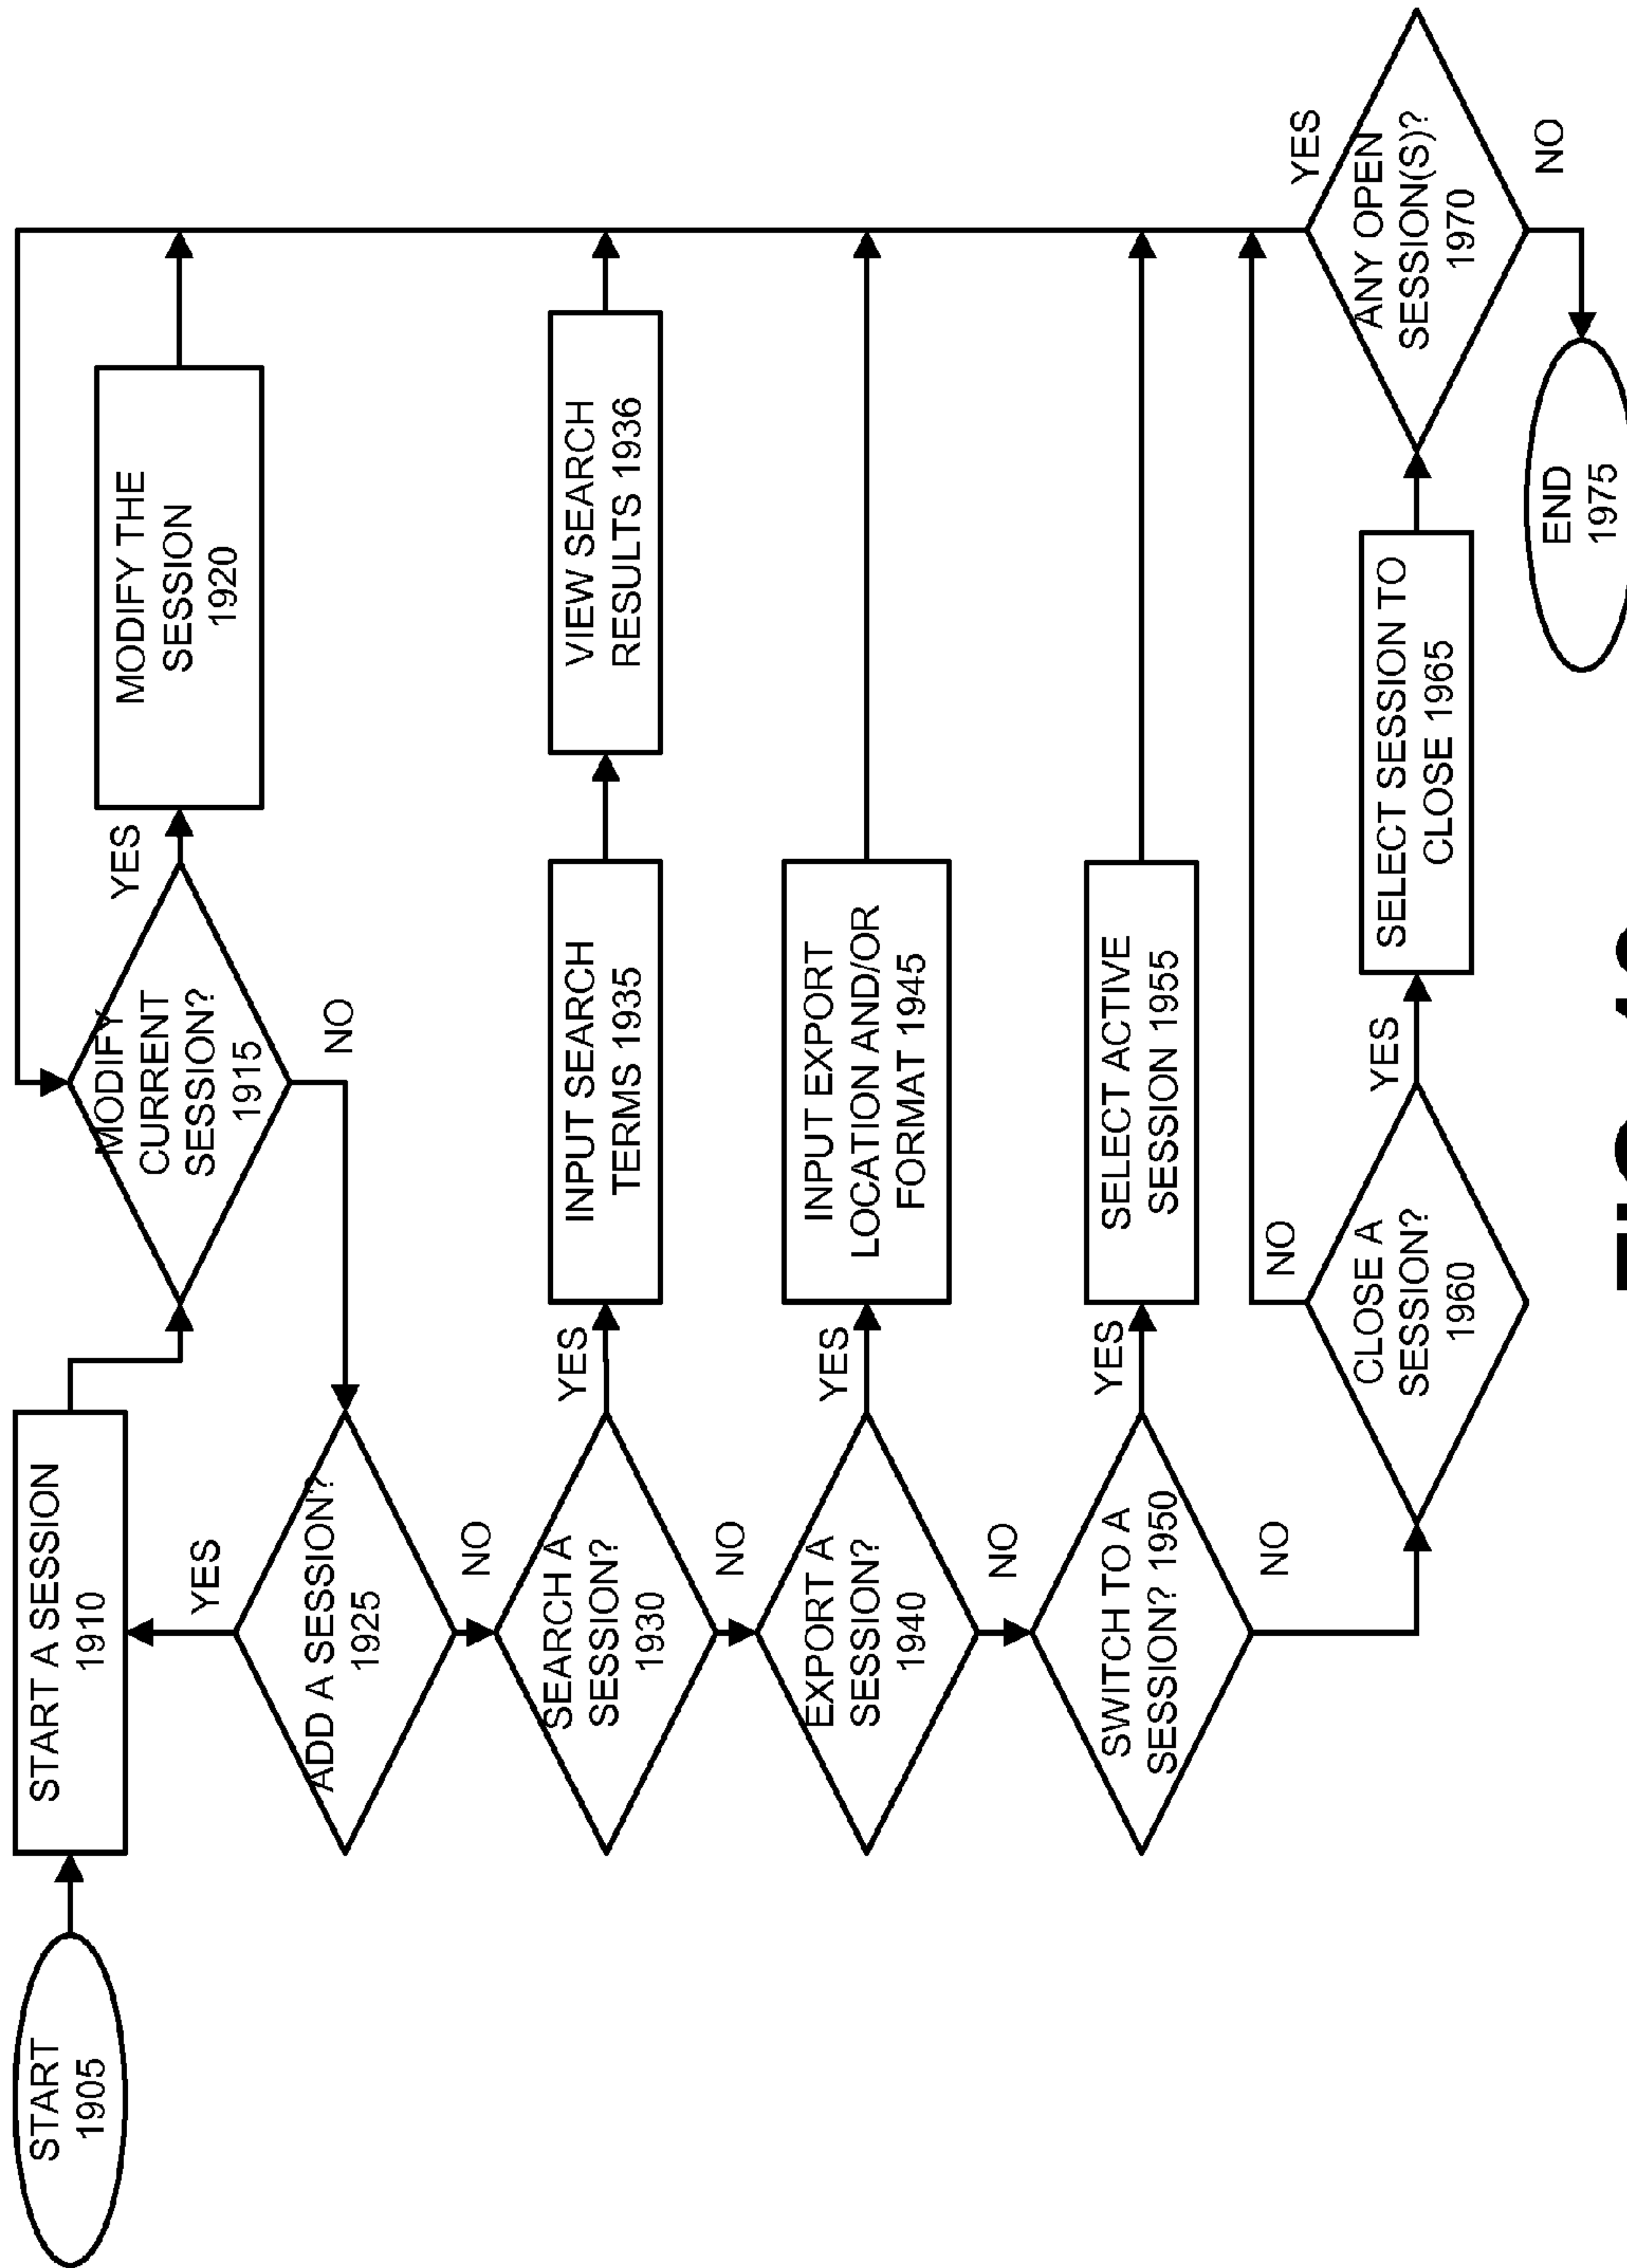 START
1905
START A SESSION
1910
MODIFY
CURRENT
SESSION?
1915
YES
MODIFY THE
SESSION
1920
NO
YES
ADD A SESSION?
1925
NO
SEARCH A
SESSION?
1930
YES
INPUT SEARCH
TERMS 1935
VIEW SEARCH
RESULTS 1936
NO
EXPORT A
SESSION?
1940
YES
INPUT EXPORT
LOCATION AND/OR
FORMAT 1945
NO
SWITCH TO A
SESSION? 1950
YES
SELECT ACTIVE
SESSION 1955
NO
NO
CLOSE A
SESSION?
1960
YES
SELECT SESSION TO
CLOSE 1965
YES
ANY OPEN
SESSION(S)?
1970
NO
END
1975